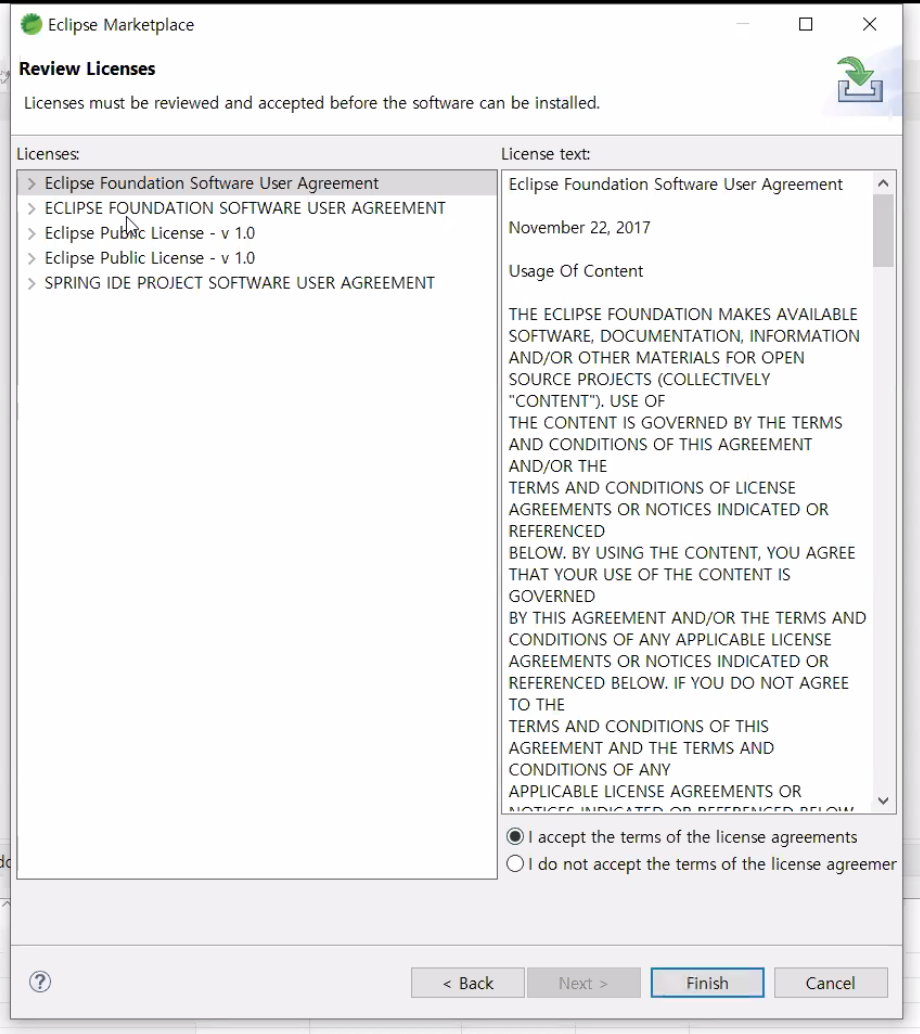 Eclipse Marketplace
Review Licenses
Licenses must be reviewed and accepted before the software can be installed.
Licenses:
Eclipse Foundation Software User Agreement
ECLIPSE FOUNDATION SOFTWARE USER AGREEMENT
Eclipse Public License - v 1.0
Eclipse Public License - v 1.0
SPRING IDE PROJECT SOFTWARE USER AGREEMENT
License text:
Eclipse Foundation Software User Agreement
November 22, 2017
Usage Of Content
THE ECLIPSE FOUNDATION MAKES AVAILABLE
SOFTWARE, DOCUMENTATION, INFORMATION
AND/OR OTHER MATERIALS FOR OPEN
SOURCE PROJECTS (COLLECTIVELY
"CONTENT"). USE OF
THE CONTENT IS GOVERNED BY THE TERMS
AND CONDITIONS OF THIS AGREEMENT
AND/OR THE
TERMS AND CONDITIONS OF LICENSE
AGREEMENTS OR NOTICES INDICATED OR
REFERENCED
BELOW. BY USING THE CONTENT, YOU AGREE
THAT YOUR USE OF THE CONTENT IS
GOVERNED
BY THIS AGREEMENT AND/OR THE TERMS AND
CONDITIONS OF ANY APPLICABLE LICENSE
AGREEMENTS OR NOTICES INDICATED OR
REFERENCED BELOW. IF YOU DO NOT AGREE
TO THE
TERMS AND CONDITIONS OF THIS
AGREEMENT AND THE TERMS AND
CONDITIONS OF ANY
APPLICABLE LICENSE AGREEMENTS OR
NOTICES INDICATED OR REFERENCED BELOW
I accept the terms of the license agreements
I do not accept the terms of the license agreemer
< Back
Next >
Finish
Cancel